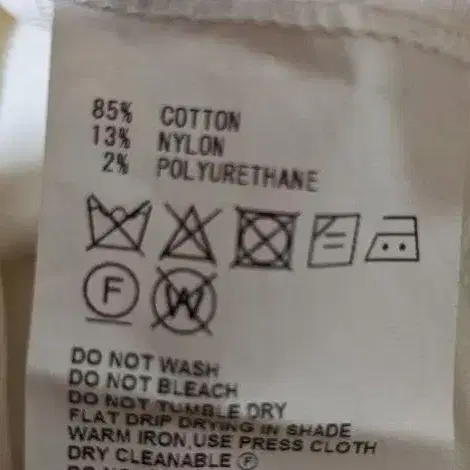 85% COTTON
13% NYLON
2% POLYURETHANE
F W
DO NOT WASH
DO NOT BLEACH
DO NOT TUMBLE DRY
FLAT DRIP DRYING IN SHADE
WARM IRON,USE PRESS CLOTH
DRY CLEANABLE Ⓕ